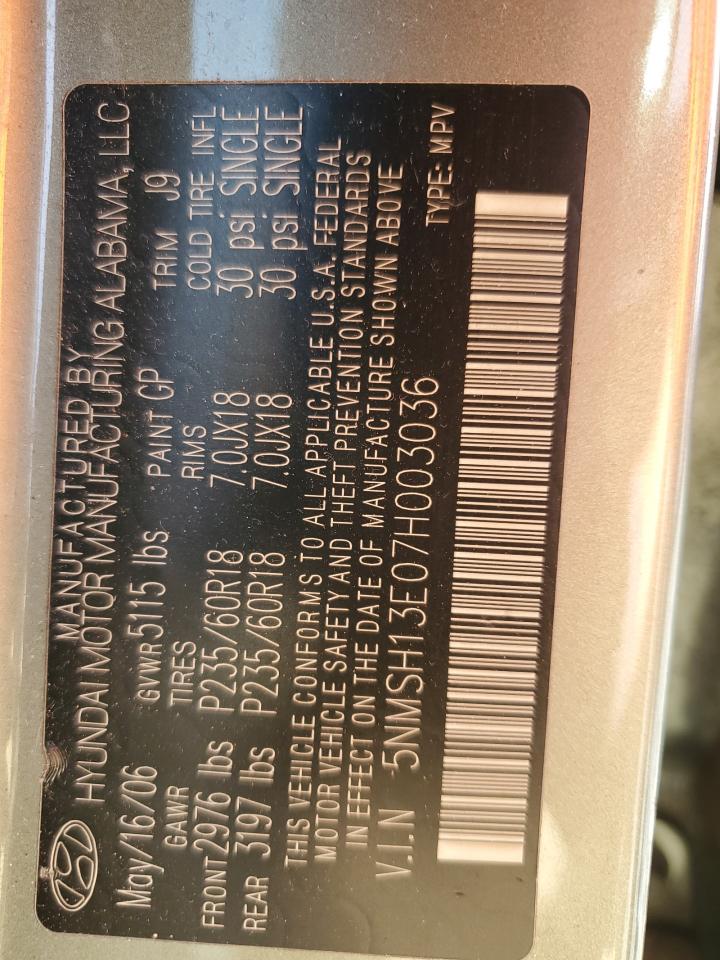 MANUFACTURED BY
HYUNDAI MOTOR MANUFACTURING ALABAMA, LLC
May/16/06 GVWR 5115 lbs PAINT GP TRIM J9
GAWR TIRES RIMS COLD TIRE INFL
FRONT 2976 lbs P235/60R18 7.0JX18 30 psi SINGLE
REAR 3197 lbs P235/60R18 7.0JX18 30 psi SINGLE
THIS VEHICLE CONFORMS TO ALL APPLICABLE U.S.A. FEDERAL
MOTOR VEHICLE SAFETY AND THEFT PREVENTION STANDARDS
IN EFFECT ON THE DATE OF MANUFACTURE SHOWN ABOVE
V.I.N 5NMSH13E07H003036
TYPE: MPV